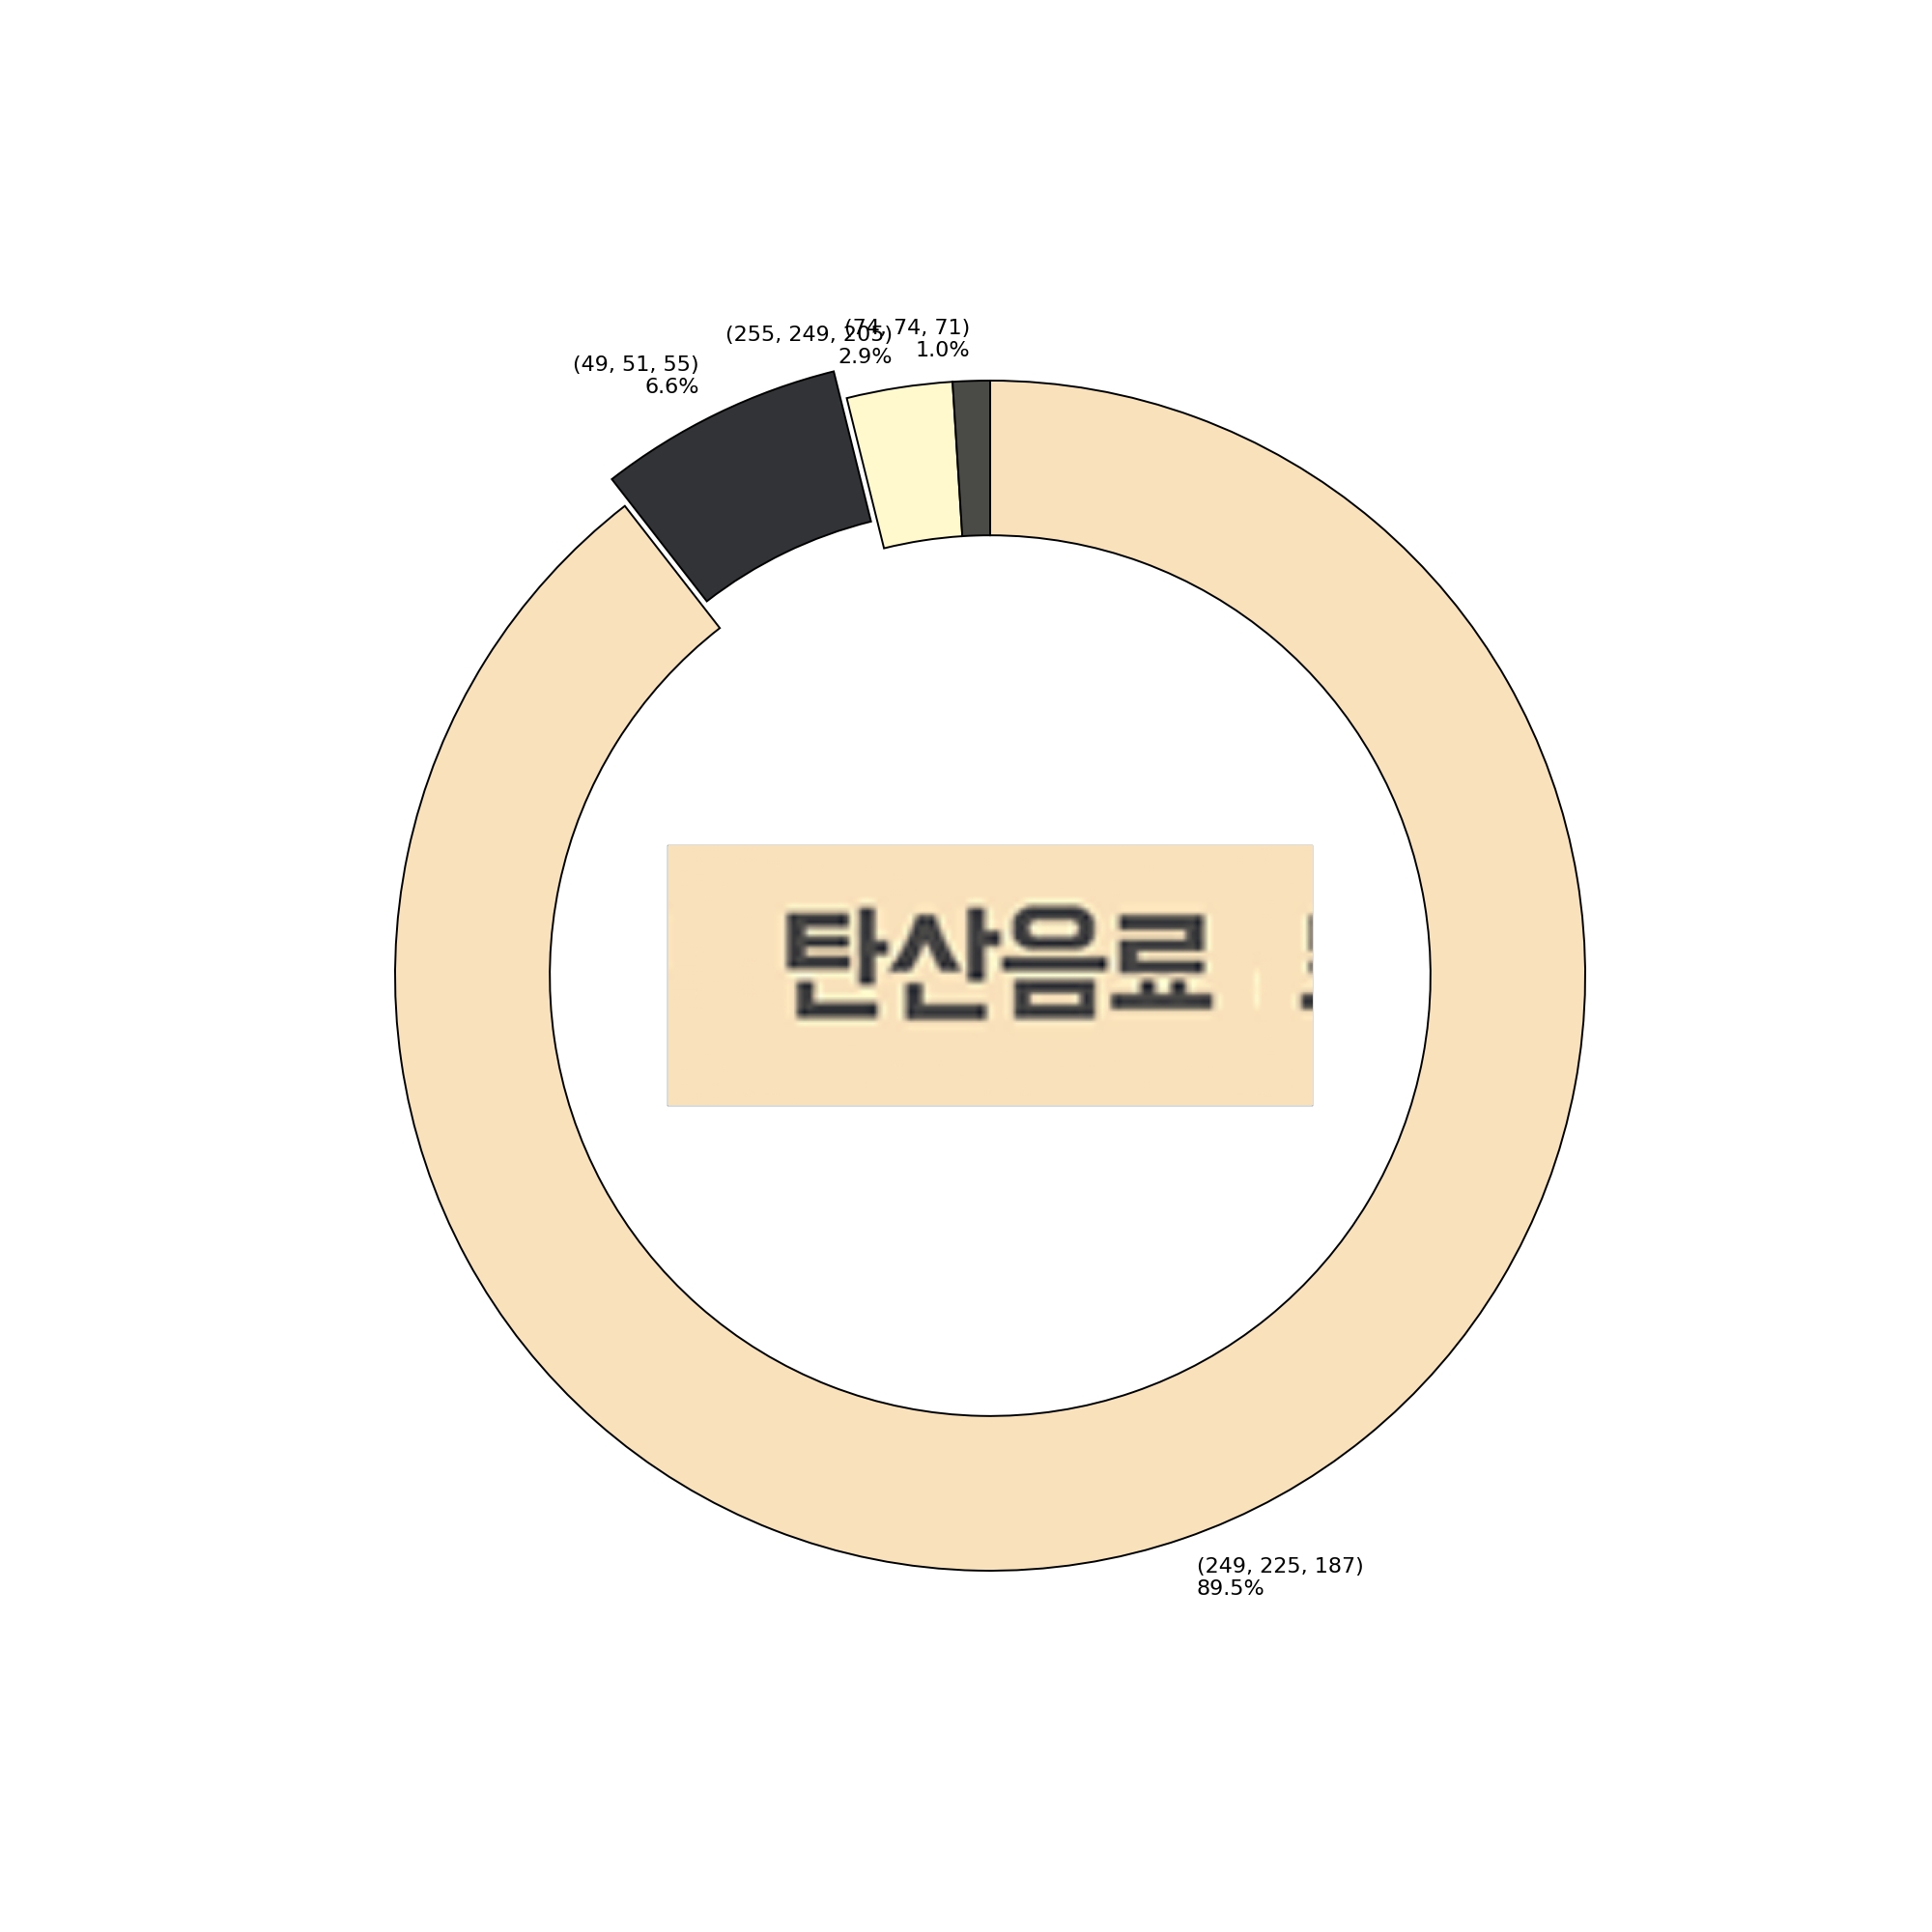 (74, 74, 71)
1.0%
(255, 249, 205)
2.9%
(49, 51, 55)
6.6%
탄산음료
(249, 225, 187)
89.5%